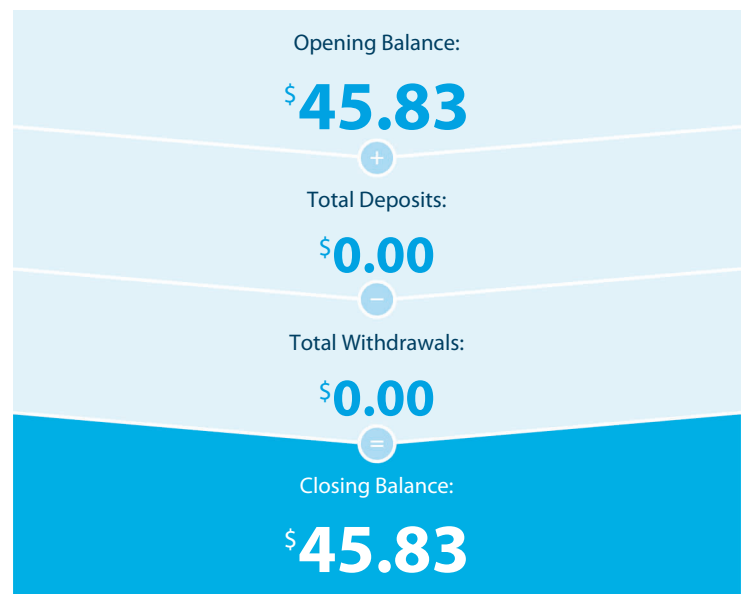 Opening Balance:
$45.83
+
Total Deposits:
$0.00
−
Total Withdrawals:
$0.00
=
Closing Balance:
$45.83